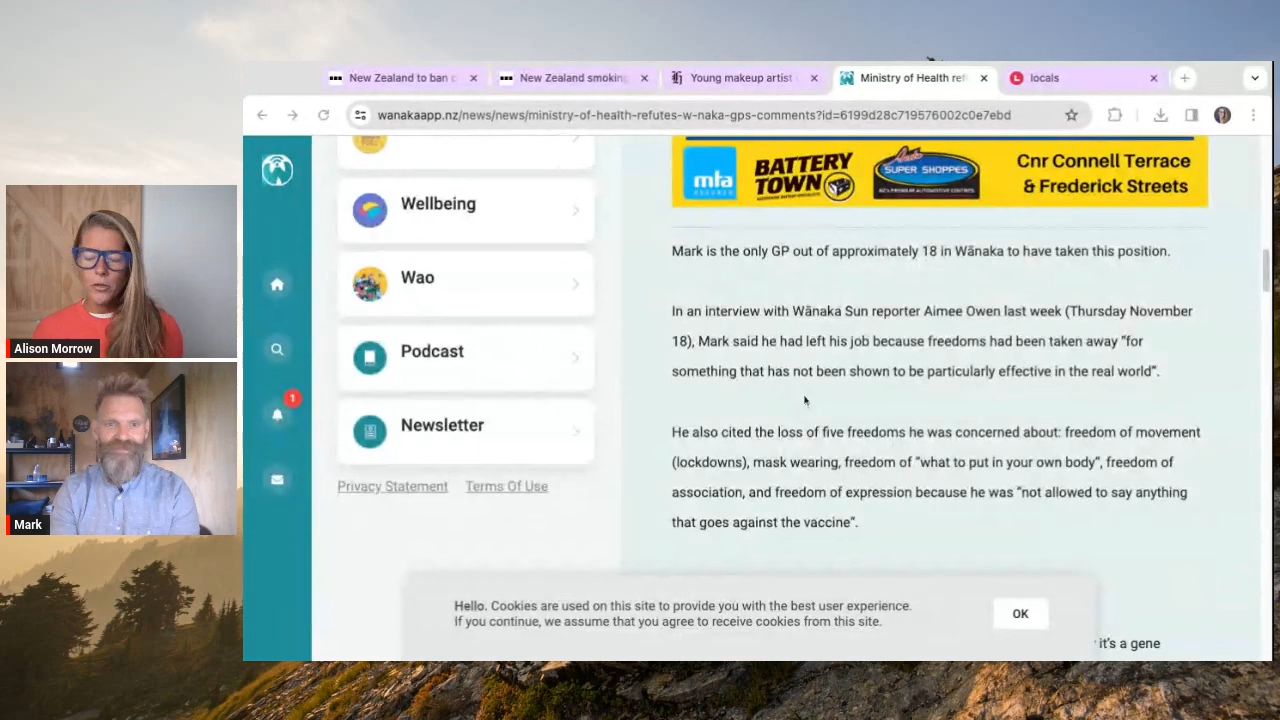 New Zealand to ban
New Zealand smoking
Young makeup artist
Ministry of Health ref
locals
wanakaapp.nz/news/news/ministry-of-health-refutes-w-naka-gps-comments?id=6199d28c719576002c0e7ebd
1
Wellbeing
Wao
Podcast
Newsletter
Privacy Statement Terms Of Use
mta
BATTERY TOWN
Auto
SUPER SHOPPES
Cnr Connell Terrace
& Frederick Streets
Mark is the only GP out of approximately 18 in Wānaka to have taken this position.
In an interview with Wānaka Sun reporter Aimee Owen last week (Thursday November
18), Mark said he had left his job because freedoms had been taken away “for
something that has not been shown to be particularly effective in the real world”.
He also cited the loss of five freedoms he was concerned about: freedom of movement
(lockdowns), mask wearing, freedom of “what to put in your own body”, freedom of
association, and freedom of expression because he was “not allowed to say anything
that goes against the vaccine”.
it’s a gene
Hello. Cookies are used on this site to provide you with the best user experience.
If you continue, we assume that you agree to receive cookies from this site.
OK
Alison Morrow
Mark